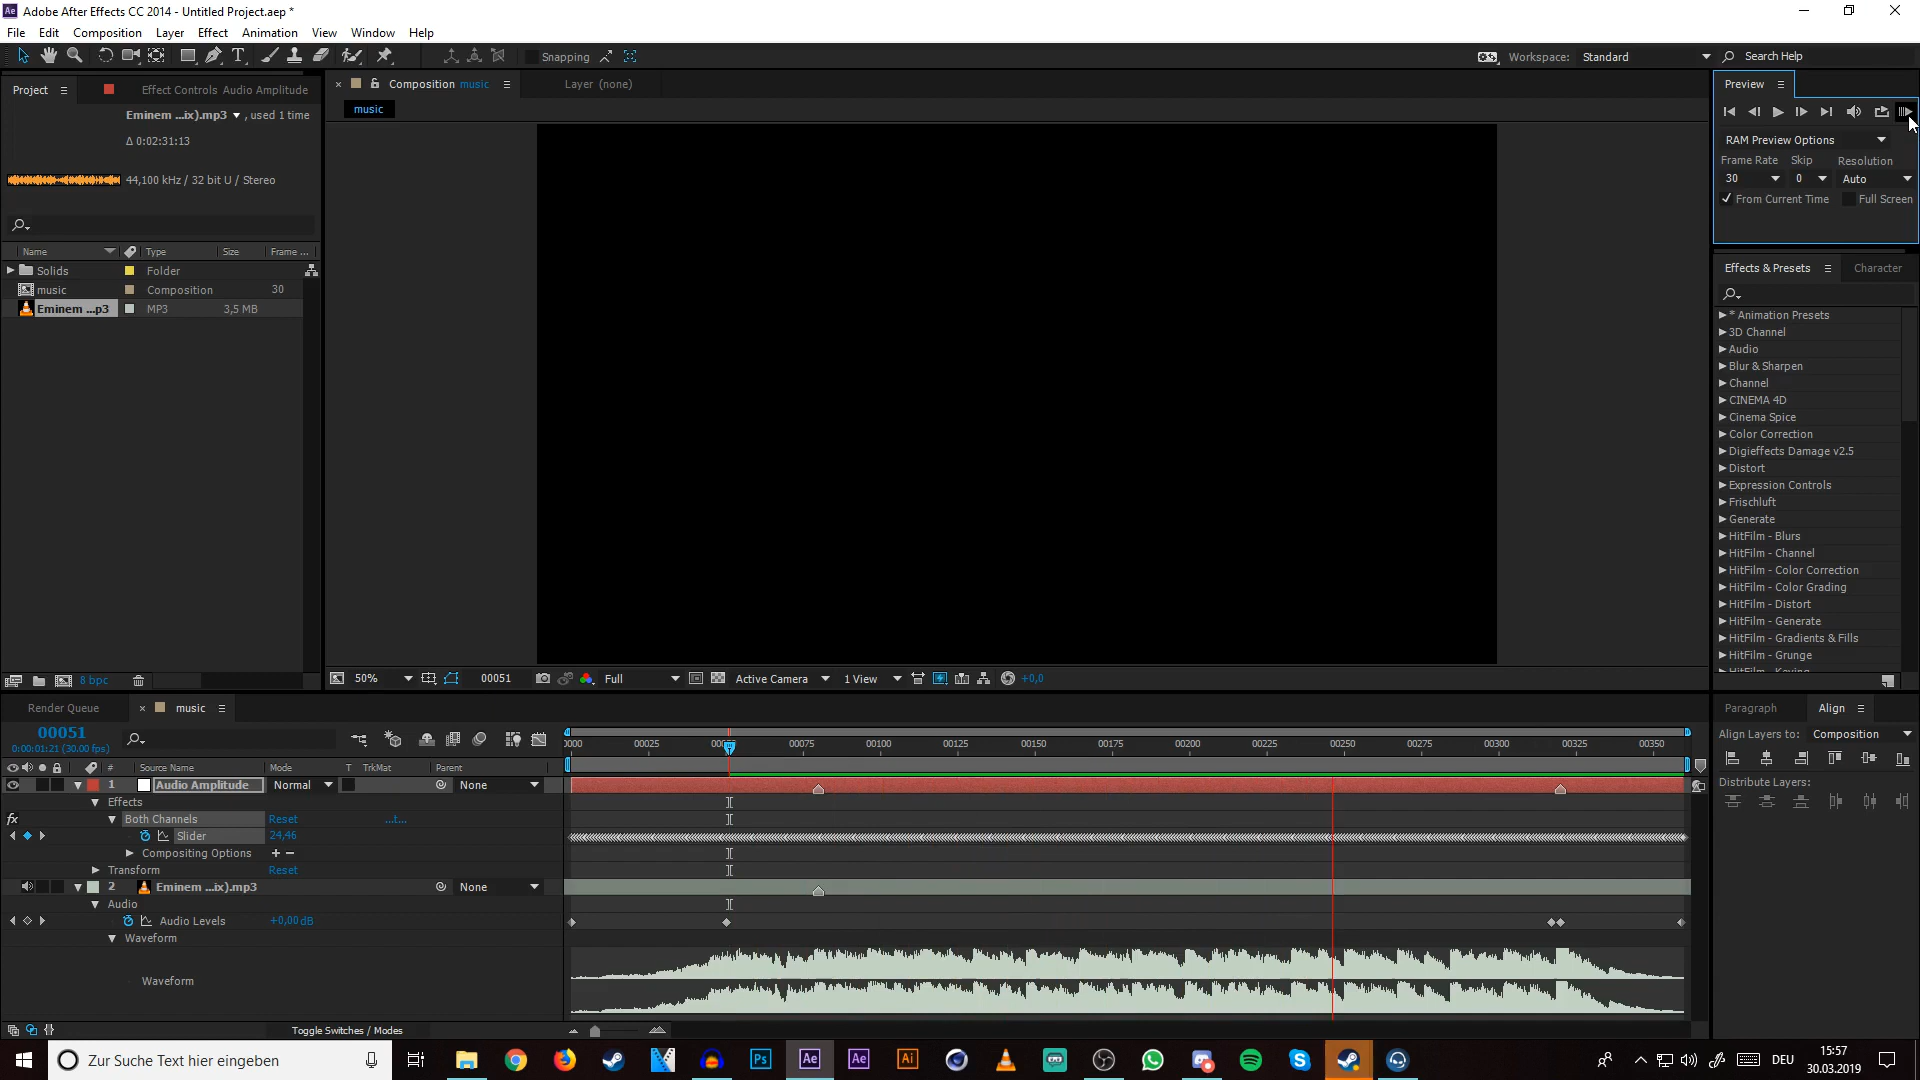 Adobe After Effects CC 2014 - Untitled Project.aep *
File Edit Composition Layer Effect Animation View Window Help
Snapping
Workspace: Standard
Search Help
Project
Effect Controls Audio Amplitude
Eminem ...ix).mp3 , used 1 time
Δ 0:02:31:13
44,100 kHz / 32 bit U / Stereo
Name Type Size Frame ...
Solids Folder
music Composition 30
Eminem ...p3 MP3 3,5 MB
8 bpc
Composition music
Layer (none)
music
50% 00051 Full Active Camera 1 View +0,0
Preview
RAM Preview Options
Frame Rate Skip Resolution
30 0 Auto
From Current Time Full Screen
Effects & Presets Character
* Animation Presets
3D Channel
Audio
Blur & Sharpen
Channel
CINEMA 4D
Cinema Spice
Color Correction
Digieffects Damage v2.5
Distort
Expression Controls
Frischluft
Generate
HitFilm - Blurs
HitFilm - Channel
HitFilm - Color Correction
HitFilm - Color Grading
HitFilm - Distort
HitFilm - Generate
HitFilm - Gradients & Fills
HitFilm - Grunge
HitFilm - Keying
Paragraph Align
Align Layers to: Composition
Distribute Layers:
Render Queue music
00051
0:00:01:21 (30.00 fps)
0000 00025 00075 00100 00125 00150 00175 00200 00225 00250 00275 00300 00325 00350
# Source Name Mode T TrkMat Parent
1 Audio Amplitude Normal None
Effects
fx Both Channels Reset ...t...
Slider 24,46
Compositing Options + −
Transform Reset
2 Eminem ...ix).mp3 None
Audio
Audio Levels +0,00dB
Waveform
Waveform
Toggle Switches / Modes
Zur Suche Text hier eingeben
Ps Ae Ae Ai
DEU
15:57
30.03.2019